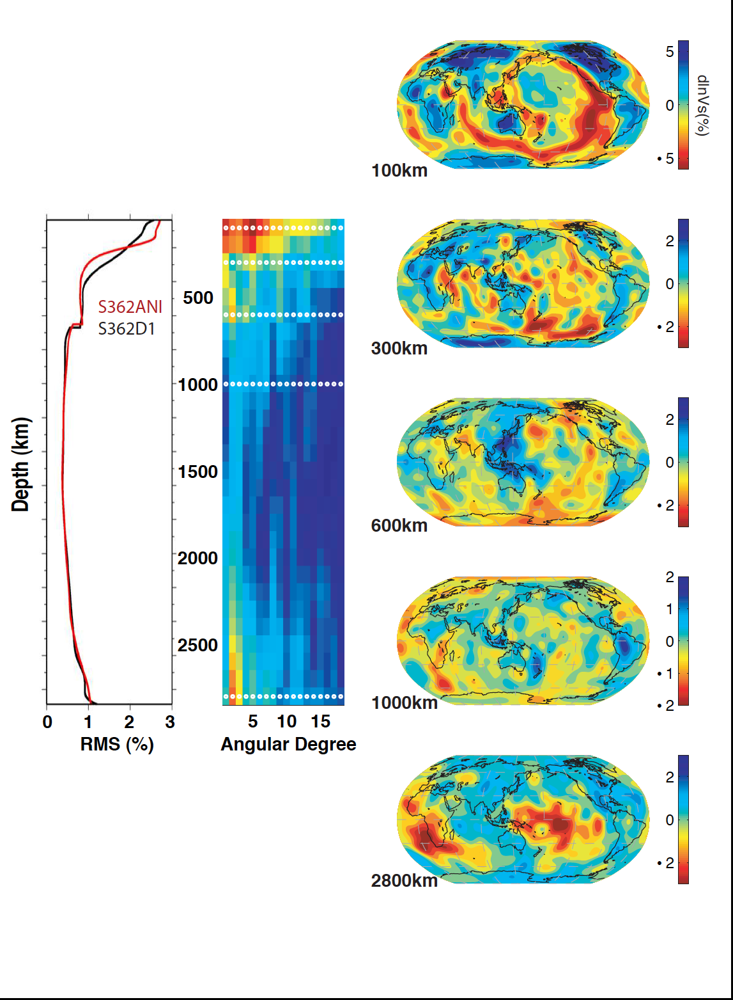 5
0
• 5
dlnVs(%)
100km
2
0
• 2
300km
S362ANI
S362D1
500
1000
1500
2000
2500
Depth (km)
0 1 2 3
RMS (%)
5 10 15
Angular Degree
2
0
• 2
600km
2
1
0
• 1
• 2
1000km
2
0
• 2
2800km